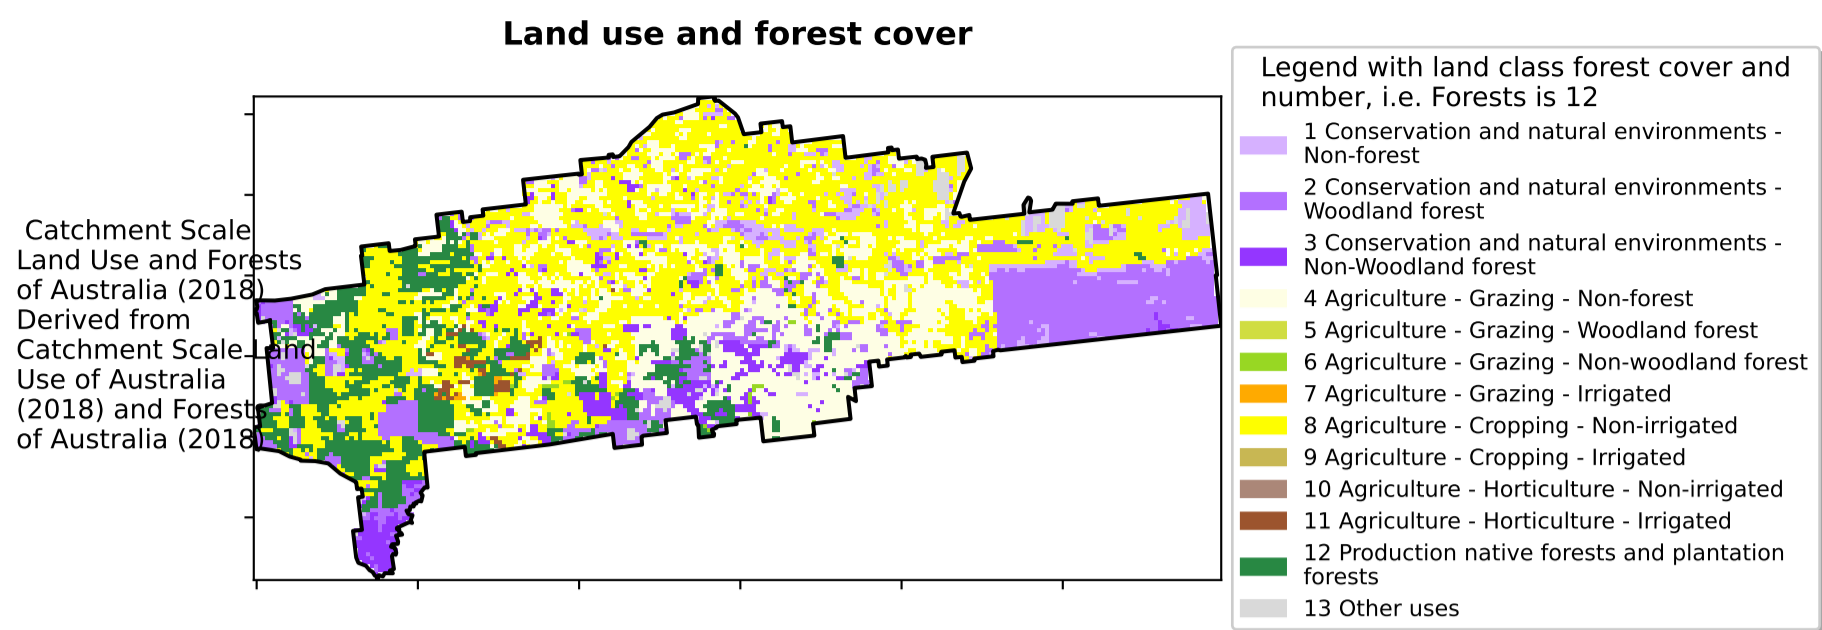 Land use and forest cover
Catchment Scale
Land Use and Forests
of Australia (2018)
Derived from
Catchment Scale Land
Use of Australia
(2018) and Forests
of Australia (2018)
Legend with land class forest cover and
number, i.e. Forests is 12
1 Conservation and natural environments -
Non-forest
2 Conservation and natural environments -
Woodland forest
3 Conservation and natural environments -
Non-Woodland forest
4 Agriculture - Grazing - Non-forest
5 Agriculture - Grazing - Woodland forest
6 Agriculture - Grazing - Non-woodland forest
7 Agriculture - Grazing - Irrigated
8 Agriculture - Cropping - Non-irrigated
9 Agriculture - Cropping - Irrigated
10 Agriculture - Horticulture - Non-irrigated
11 Agriculture - Horticulture - Irrigated
12 Production native forests and plantation
forests
13 Other uses